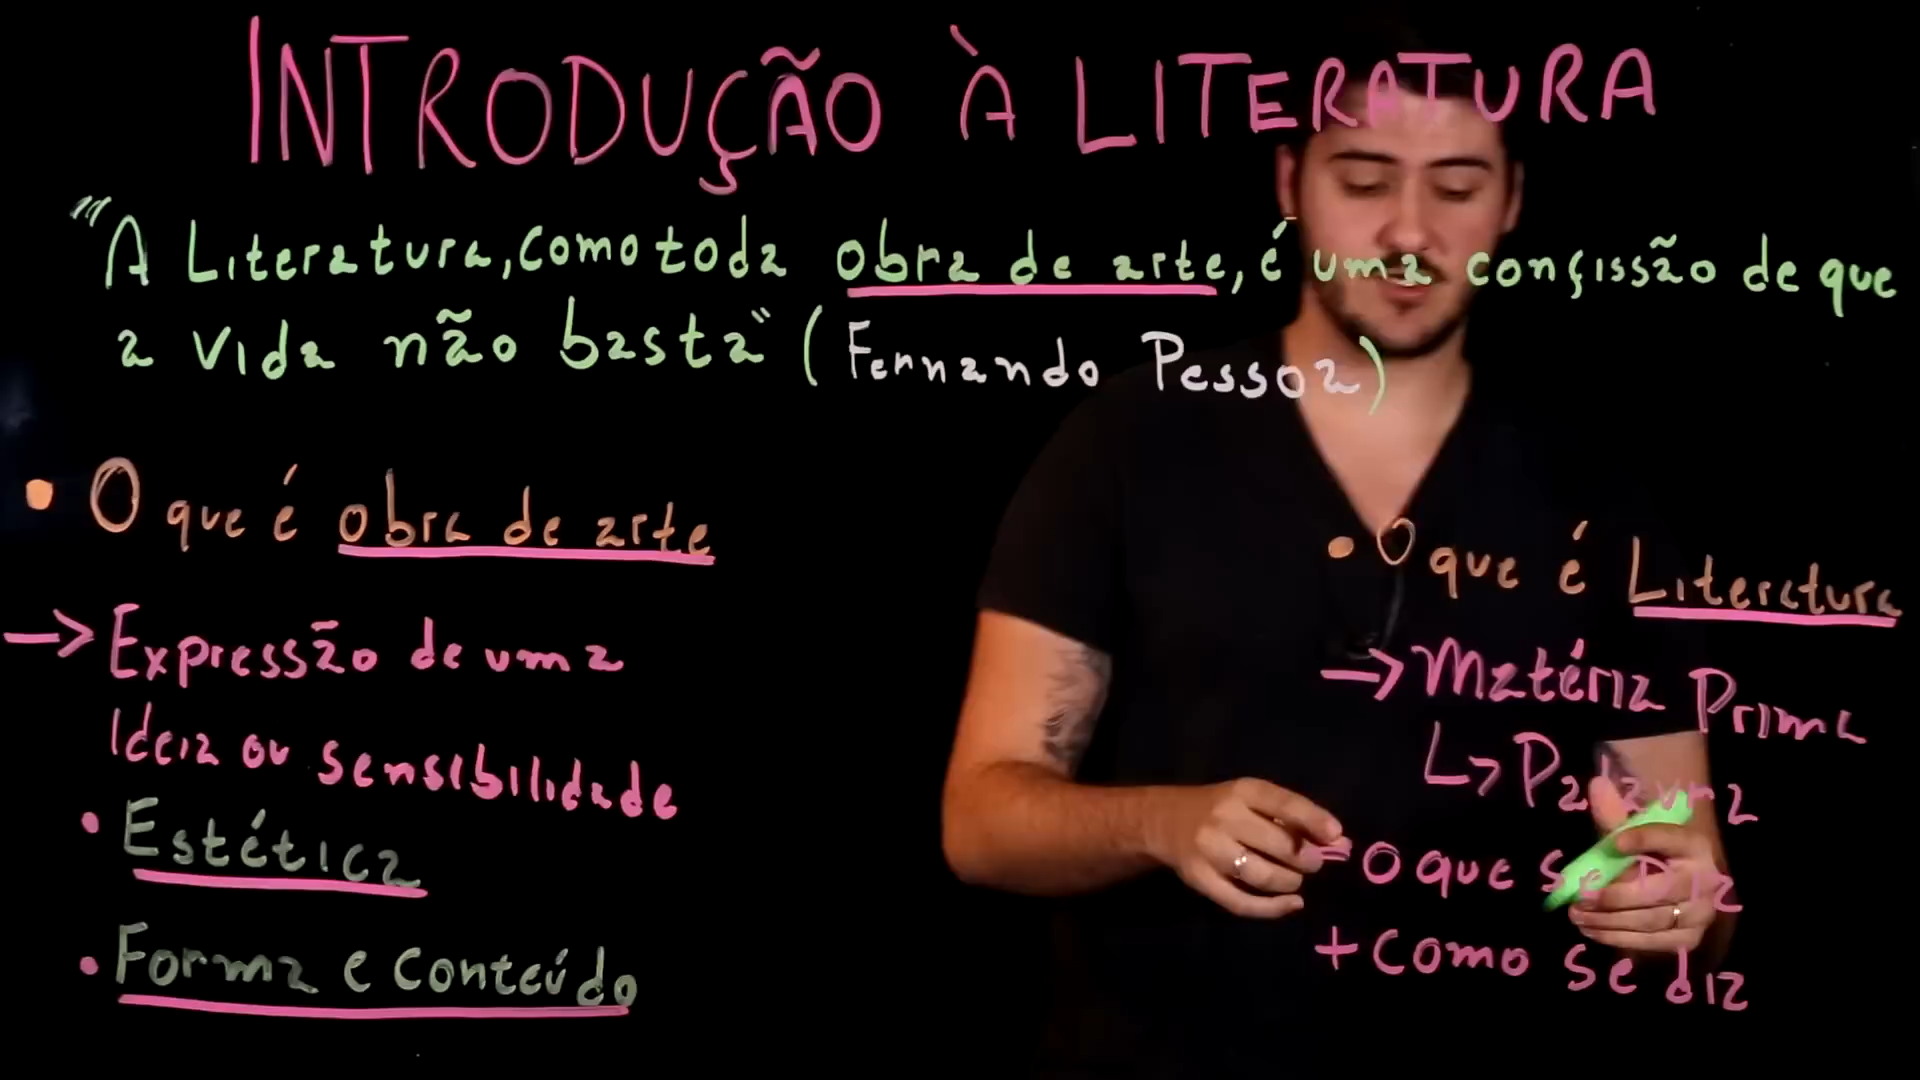 INTRODUÇÃO À LITERATURA
"A Literatura, como toda obra de arte, é uma confissão de que
a vida não basta" (Fernando Pessoa)
• O que é obra de arte
→ Expressão de uma
ideia ou sensibilidade
• Estética
• Forma e Conteúdo
• O que é Literatura
→ Matéria Prima
↳ Palavra
= O que se diz
+ Como se diz